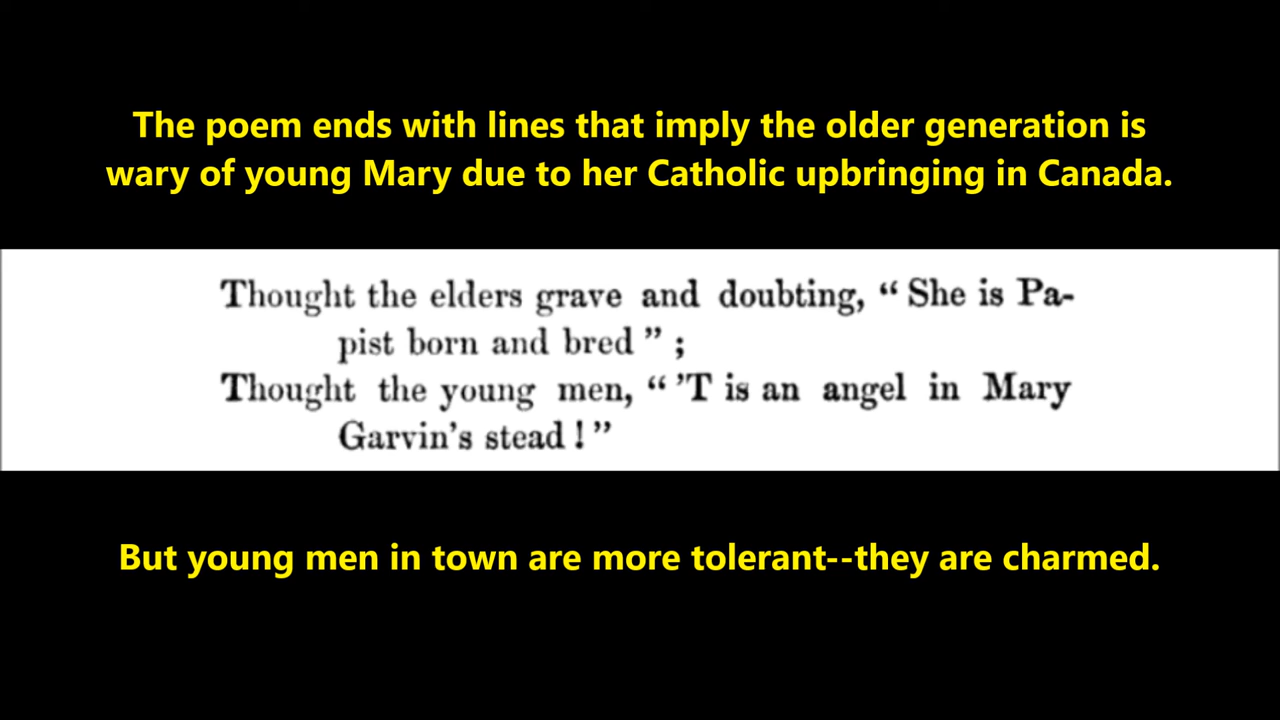 The poem ends with lines that imply the older generation is
wary of young Mary due to her Catholic upbringing in Canada.
Thought the elders grave and doubting, “ She is Pa-
pist born and bred ” ;
Thought the young men, “ ’T is an angel in Mary
Garvin’s stead ! ”
But young men in town are more tolerant--they are charmed.